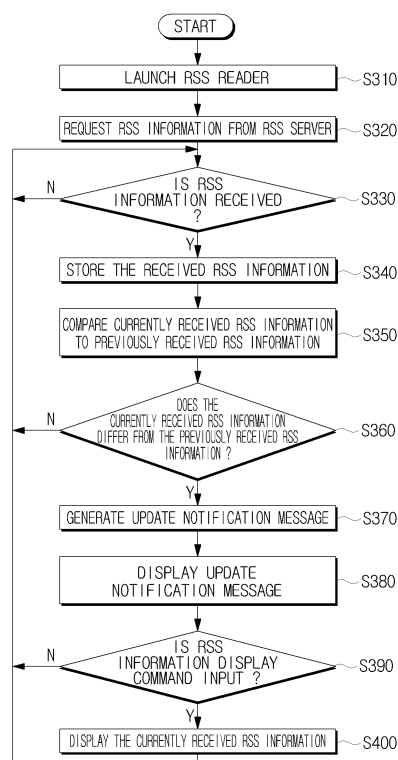 START
LAUNCH RSS READER
S310
REQUEST RSS INFORMATION FROM RSS SERVER
S320
IS RSS
INFORMATION RECEIVED
?
S330
N
Y
STORE THE RECEIVED RSS INFORMATION
S340
COMPARE CURRENTLY RECEIVED RSS INFORMATION
TO PREVIOUSLY RECEIVED RSS INFORMATION
S350
DOES THE
CURRENTLY RECEIVED RSS INFORMATION
DIFFER FROM THE PREVIOUSLY RECEIVED RSS
INFORMATION ?
S360
N
Y
GENERATE UPDATE NOTIFICATION MESSAGE
S370
DISPLAY UPDATE
NOTIFICATION MESSAGE
S380
IS RSS
INFORMATION DISPLAY
COMMAND INPUT ?
S390
N
Y
DISPLAY THE CURRENTLY RECEIVED RSS INFORMATION
S400